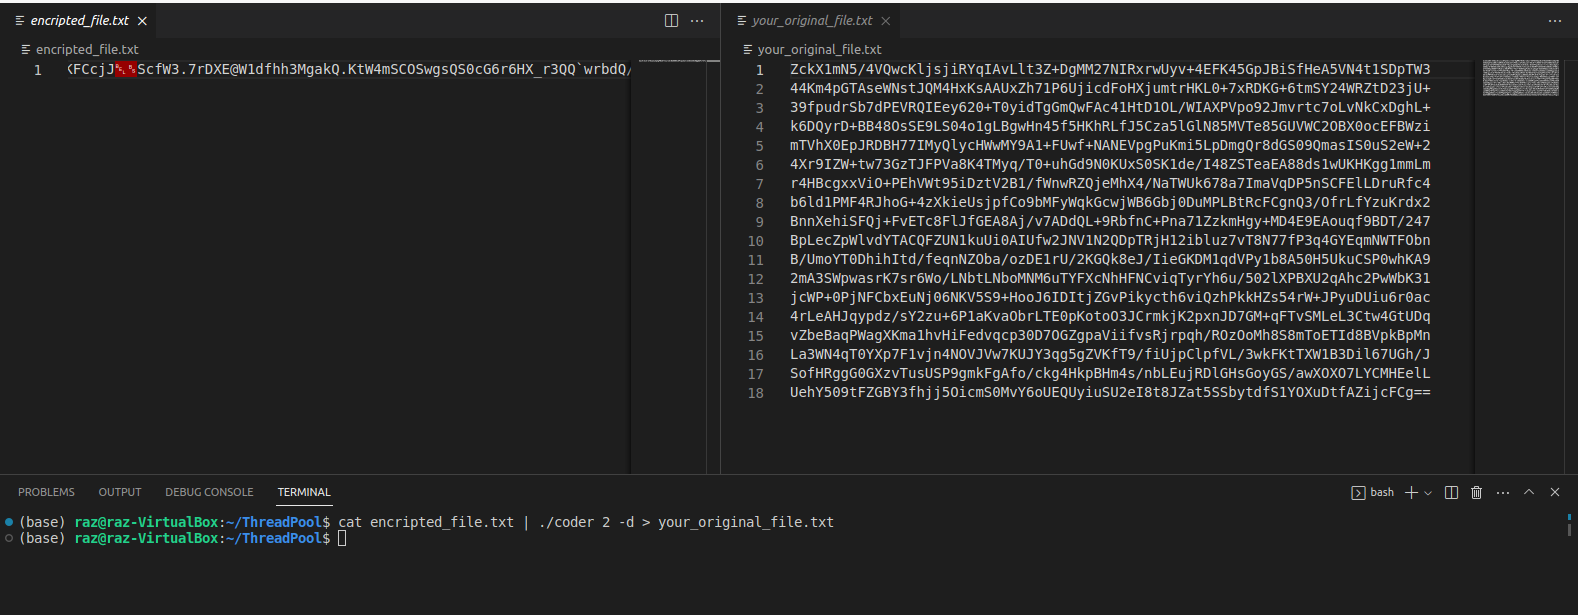 encripted_file.txt
your_original_file.txt
encripted_file.txt
your_original_file.txt
1 ScfW3.7rDXE@W1dfhh3MgakQ.KtW4mSCOSwgsQS0cG6r6HX_r3QQ`wrbdQ/
1 ZckX1mN5/4VQwcKljsjiRYqIAvLlt3Z+DgMM27NIRxrwUyv+4EFK45GpJBiSfHeA5VN4t1SDpTW3
2 44Km4pGTAseWNstJQM4HxKsAAUxZh71P6UjicdFoHXjumtrHKL0+7xRDKG+6tmSY24WRZtD23jU+
3 39fpudrSb7dPEVRQIEey620+T0yidTgGmQwFAc41HtD1OL/WIAXPVpo92Jmvrtc7oLvNkCxDghL+
4 k6DQyrD+BB48OsSE9LS04o1gLBgwHn45f5HKhRLfJ5Cza5lGlN85MVTe85GUVWC2OBX0ocEFBWzi
5 mTVhX0EpJRDBH77IMyQlycHWwMY9A1+FUwf+NANEVpgPuKmi5LpDmgQr8dGS09QmasIS0uS2eW+2
6 4Xr9IZW+tw73GzTJFPVa8K4TMyq/T0+uhGd9N0KUxS0SK1de/I48ZSTeaEA88ds1wUKHKgg1mmLm
7 r4HBcgxxViO+PEhVWt95iDztV2B1/fWnwRZQjeMhX4/NaTWUk678a7ImaVqDP5nSCFElLDruRfc4
8 b6ld1PMF4RJhoG+4zXkieUsjpfCo9bMFyWqkGcwjWB6Gbj0DuMPLBtRcFCgnQ3/OfrLfYzuKrdx2
9 BnnXehiSFQj+FvETc8FlJfGEA8Aj/v7ADdQL+9RbfnC+Pna71ZzkmHgy+MD4E9EAouqf9BDT/247
10 BpLecZpWlvdYTACQFZUN1kuUi0AIUfw2JNV1N2QDpTRjH12ibluz7vT8N77fP3q4GYEqmNWTFObn
11 B/UmoYT0DhihItd/feqnNZOba/ozDE1rU/2KGQk8eJ/IieGKDM1qdVPy1b8A50H5UkuCSP0whKA9
12 2mA3SWpwasrK7sr6Wo/LNbtLNboMNM6uTYFXcNhHFNCviqTyrYh6u/502lXPBXU2qAhc2PwWbK31
13 jcWP+0PjNFCbxEuNj06NKV5S9+HooJ6IDItjZGvPikycth6viQzhPkkHZs54rW+JPyuDUiu6r0ac
14 4rLeAHJqypdz/sY2zu+6P1aKvaObrLTE0pKotoO3JCrmkjK2pxnJD7GM+qFTvSMLeL3Ctw4GtUDq
15 vZbeBaqPWagXKma1hvHiFedvqcp30D7OGZgpaViifvsRjrpqh/ROzOoMh8S8mToETId8BVpkBpMn
16 La3WN4qT0YXp7F1vjn4NOVJVw7KUJY3qg5gZVKfT9/fiUjpClpfVL/3wkFKtTXW1B3Dil67UGh/J
17 SofHRggG0GXzvTusUSP9gmkFgAfo/ckg4HkpBHm4s/nbLEujRDlGHsGoyGS/awXOXO7LYCMHEelL
18 UehY509tFZGBY3fhjj5OicmS0MvY6oUEQUyiuSU2eI8t8JZat5SSbytdfS1YOXuDtfAZijcFCg==
PROBLEMS OUTPUT DEBUG CONSOLE TERMINAL
bash
(base) raz@raz-VirtualBox:~/ThreadPool$ cat encripted_file.txt | ./coder 2 -d > your_original_file.txt
(base) raz@raz-VirtualBox:~/ThreadPool$